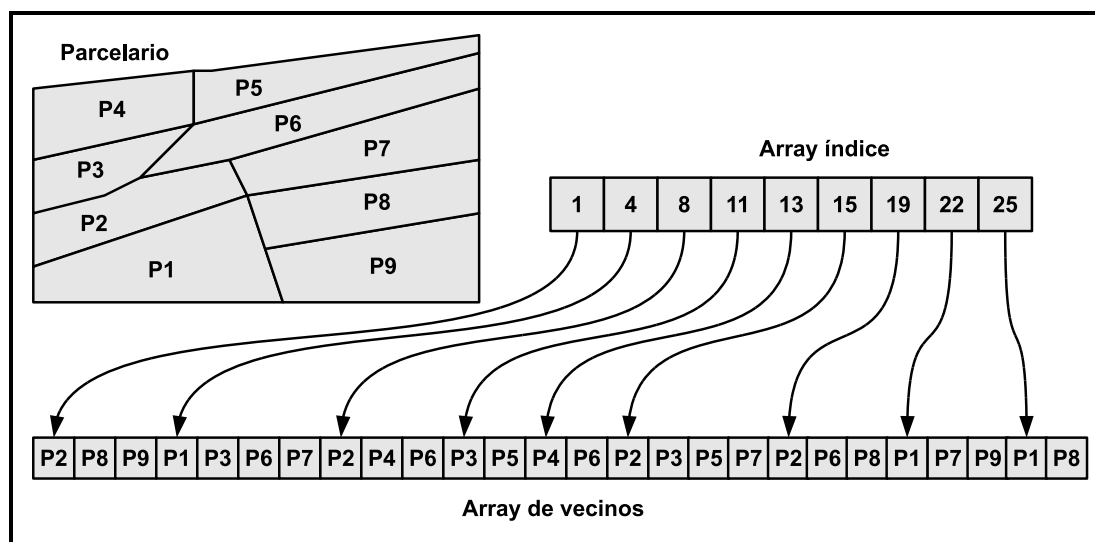 Parcelario
P5
P4
P6
P7
P3
P8
P2
P1
P9
Array índice
1 4 8 11 13 15 19 22 25
P2 P8 P9 P1 P3 P6 P7 P2 P4 P6 P3 P5 P4 P6 P2 P3 P5 P7 P2 P6 P8 P1 P7 P9 P1 P8
Array de vecinos